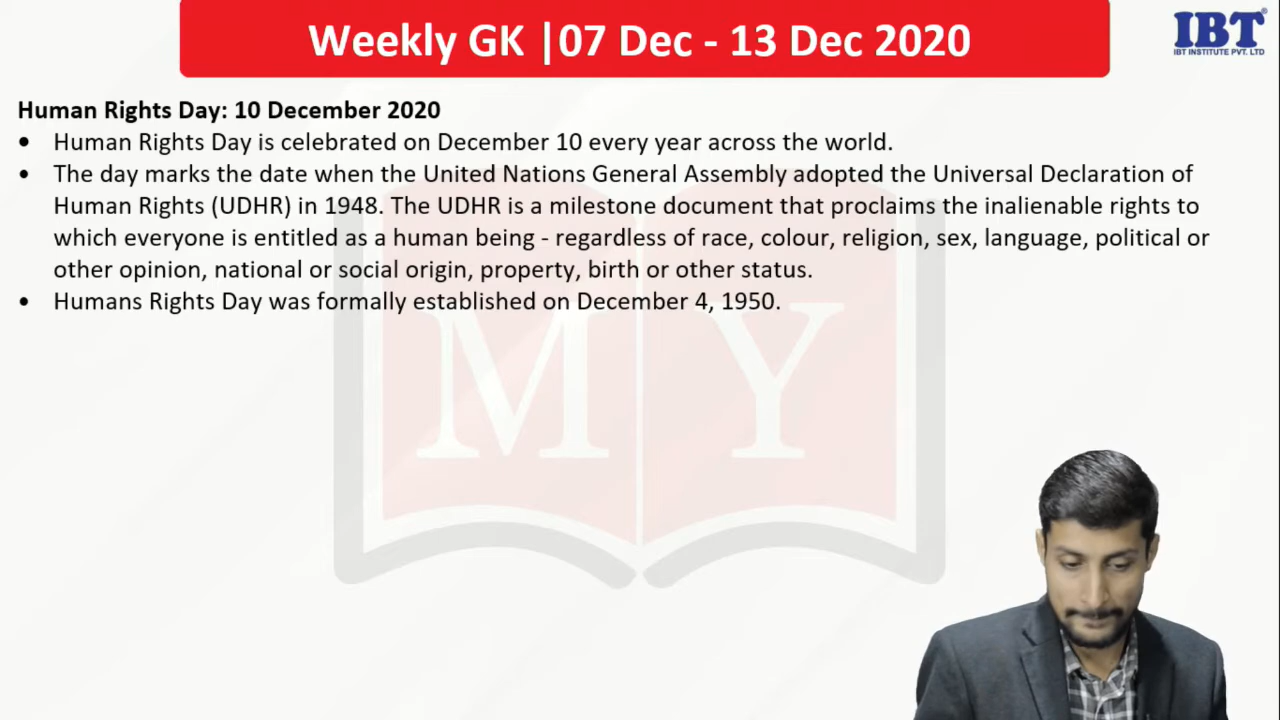 Weekly GK |07 Dec - 13 Dec 2020
IBT®
IBT INSTITUTE PVT. LTD
Human Rights Day: 10 December 2020
• Human Rights Day is celebrated on December 10 every year across the world.
• The day marks the date when the United Nations General Assembly adopted the Universal Declaration of
Human Rights (UDHR) in 1948. The UDHR is a milestone document that proclaims the inalienable rights to
which everyone is entitled as a human being - regardless of race, colour, religion, sex, language, political or
other opinion, national or social origin, property, birth or other status.
• Humans Rights Day was formally established on December 4, 1950.
M Y